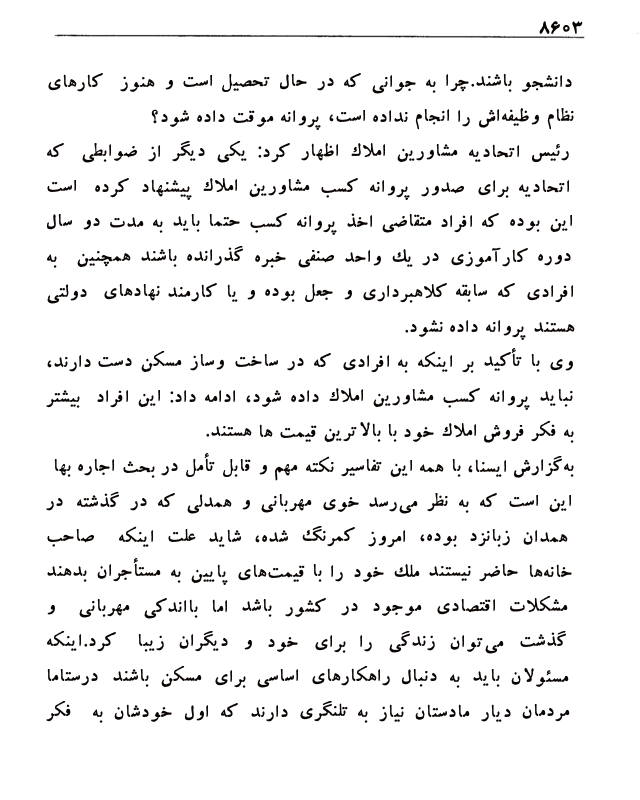 ۸۶۰۳
دانشجو باشند.چرا به جوانی که در حال تحصیل است و هنوز کارهای
نظام وظیفه‌اش را انجام نداده است، پروانه موقت داده شود؟
رئیس اتحادیه مشاورین املاك اظهار کرد: یکی دیگر از ضوابطی که
اتحادیه برای صدور پروانه کسب مشاورین املاك پیشنهاد کرده است
این بوده که افراد متقاضی اخذ پروانه کسب حتما باید به مدت دو سال
دوره کارآموزی در یك واحد صنفی خبره گذرانده باشند همچنین به
افرادی که سابقه کلاهبرداری و جعل بوده و یا کارمند نهادهای دولتی
هستند پروانه داده نشود.
وی با تأکید بر اینکه به افرادی که در ساخت وساز مسکن دست دارند،
نباید پروانه کسب مشاورین املاك داده شود، ادامه داد: این افراد بیشتر
به فکر فروش املاك خود با بالاترین قیمت ها هستند.
به‌گزارش ایسنا، با همه این تفاسیر نکته مهم و قابل تأمل در بحث اجاره بها
این است که به نظر می‌رسد خوی مهربانی و همدلی که در گذشته در
همدان زبانزد بوده، امروز کمرنگ شده، شاید علت اینکه صاحب
خانه‌ها حاضر نیستند ملك خود را با قیمت‌های پایین به مستأجران بدهند
مشکلات اقتصادی موجود در کشور باشد اما بااندکی مهربانی و
گذشت می‌توان زندگی را برای خود و دیگران زیبا کرد.اینکه
مسئولان باید به دنبال راهکارهای اساسی برای مسکن باشند درستاما
مردمان دیار مادستان نیاز به تلنگری دارند که اول خودشان به فکر